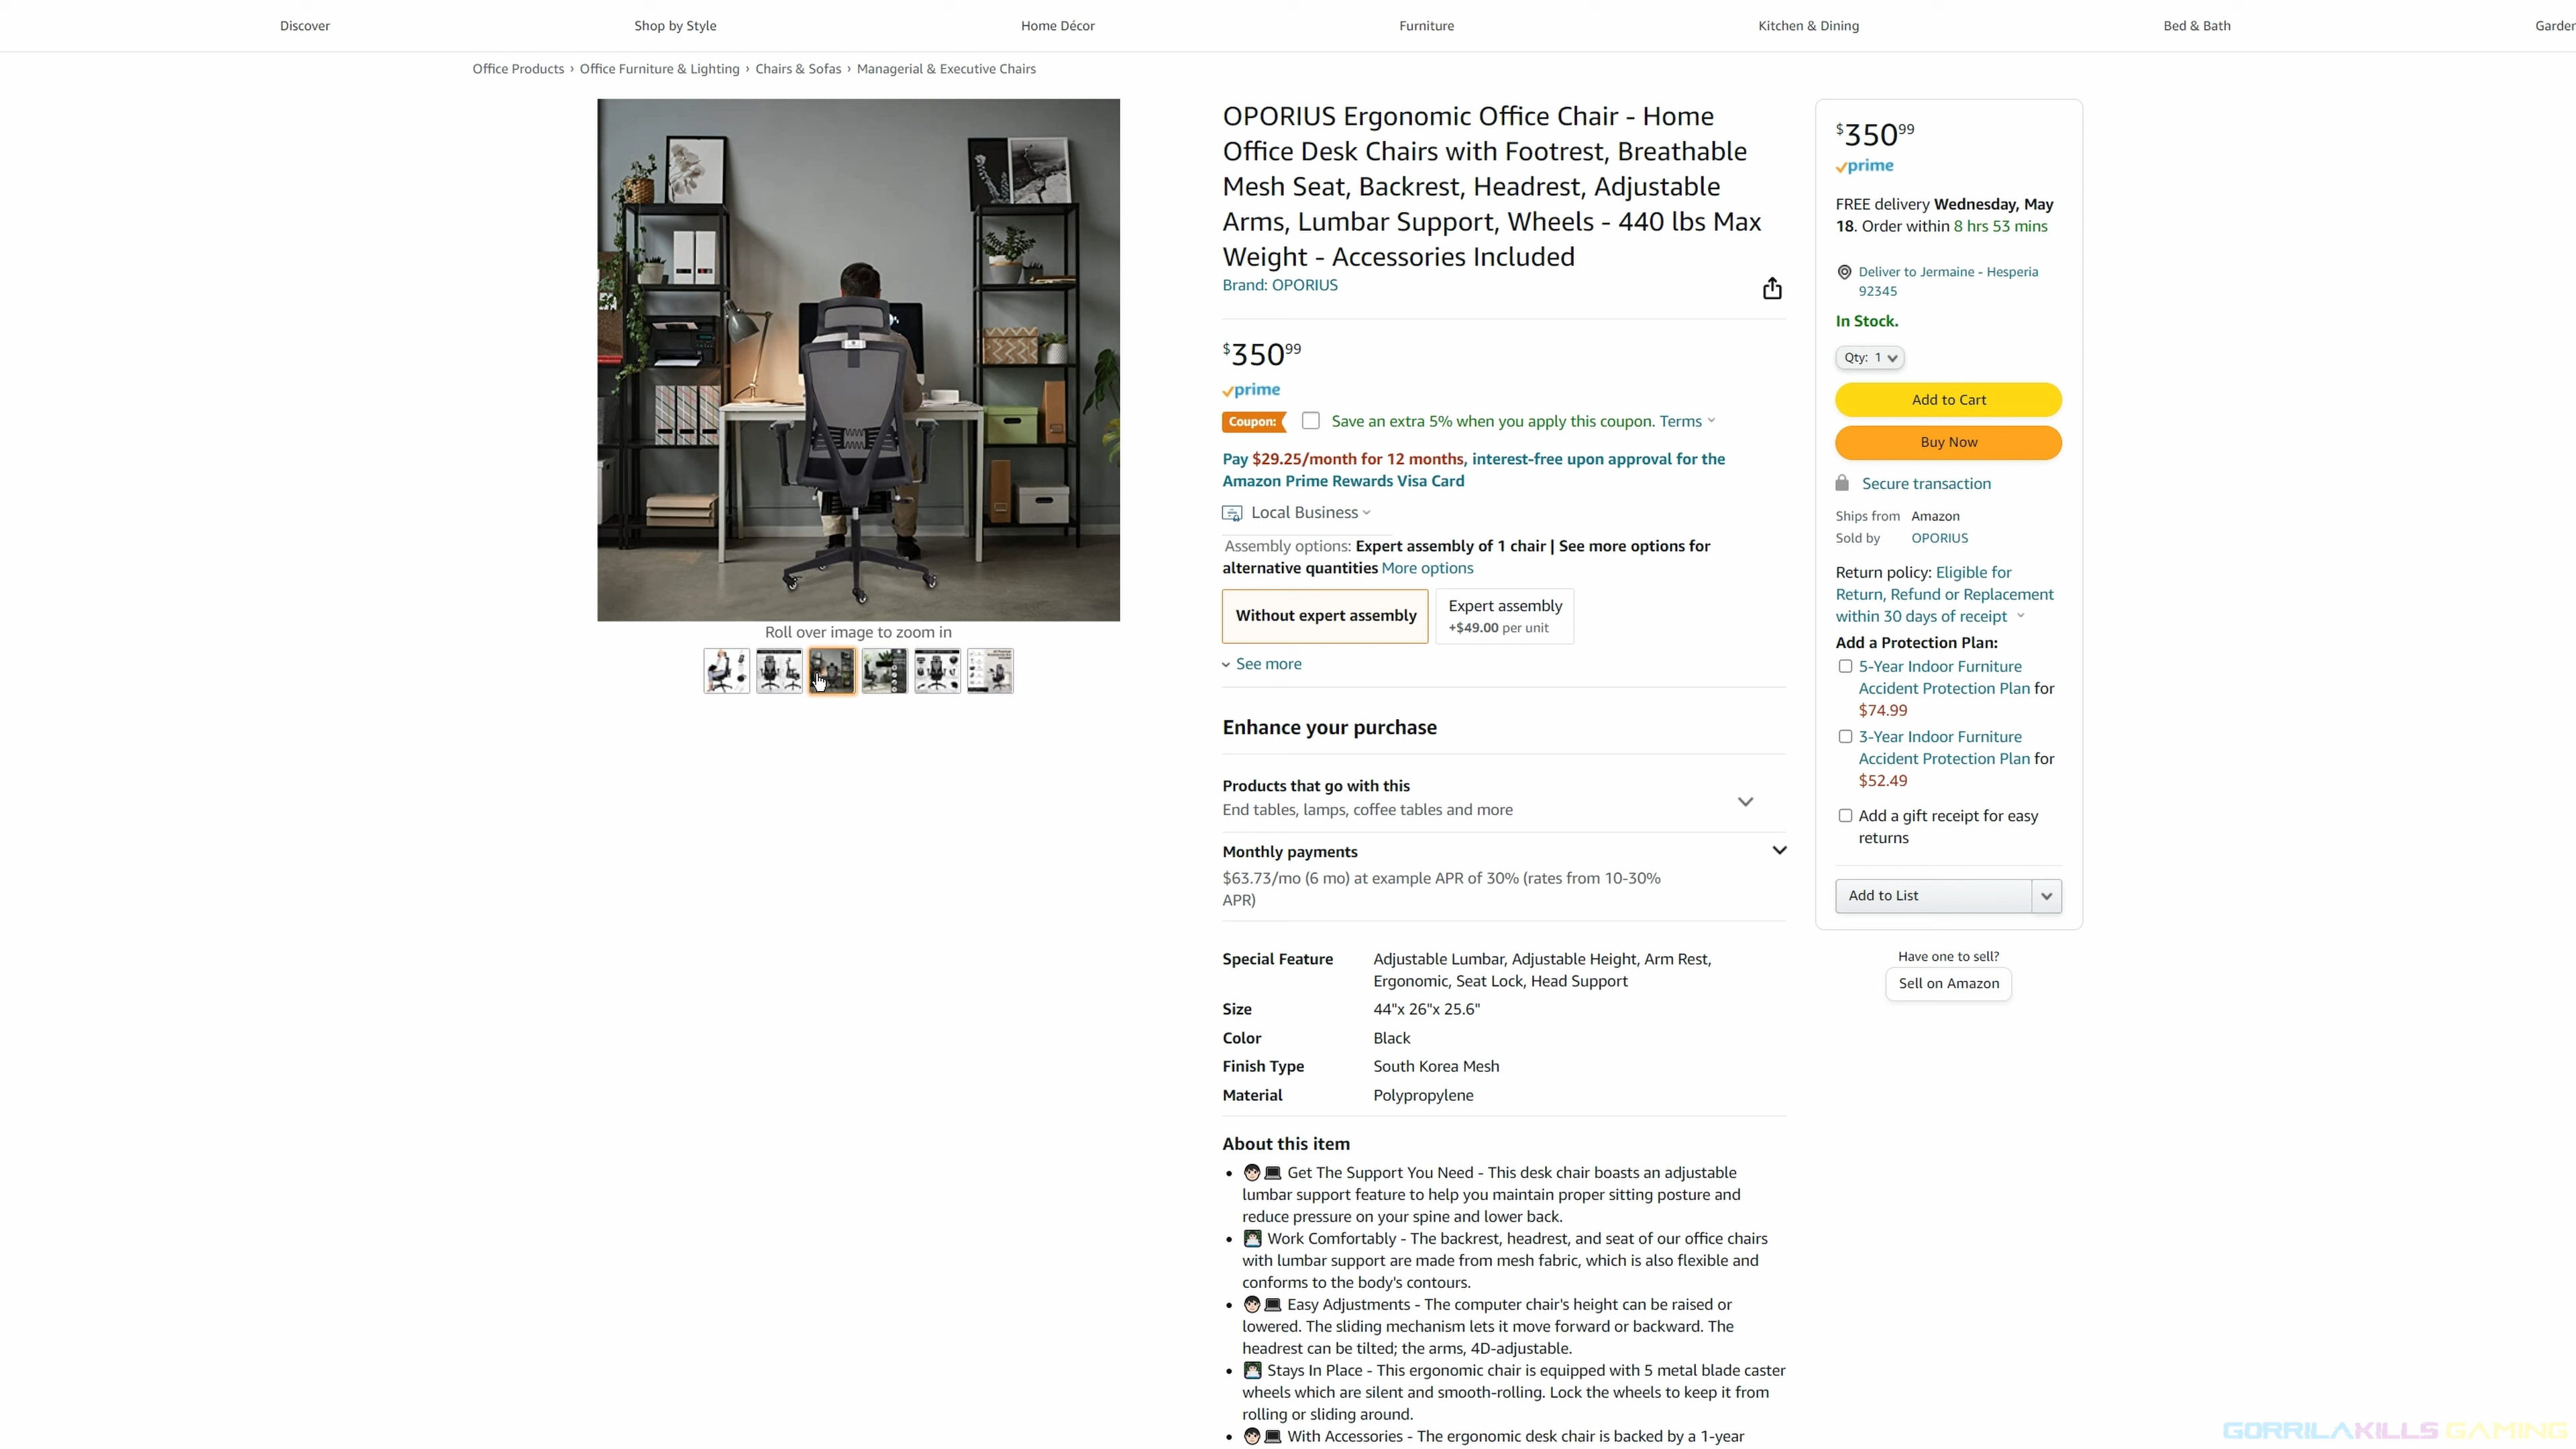 Discover
Shop by Style
Home Décor
Furniture
Kitchen & Dining
Bed & Bath
Office Products › Office Furniture & Lighting › Chairs & Sofas › Managerial & Executive Chairs
Roll over image to zoom in
OPORIUS Ergonomic Office Chair - Home
Office Desk Chairs with Footrest, Breathable
Mesh Seat, Backrest, Headrest, Adjustable
Arms, Lumbar Support, Wheels - 440 lbs Max
Weight - Accessories Included
Brand: OPORIUS
$350 99
prime
Coupon: Save an extra 5% when you apply this coupon. Terms
Pay $29.25/month for 12 months, interest-free upon approval for the
Amazon Prime Rewards Visa Card
Local Business
Assembly options: Expert assembly of 1 chair | See more options for
alternative quantities More options
Without expert assembly
Expert assembly
+$49.00 per unit
See more
Enhance your purchase
Products that go with this
End tables, lamps, coffee tables and more
Monthly payments
$63.73/mo (6 mo) at example APR of 30% (rates from 10-30%
APR)
Special Feature Adjustable Lumbar, Adjustable Height, Arm Rest,
Ergonomic, Seat Lock, Head Support
Size 44"x 26"x 25.6"
Color Black
Finish Type South Korea Mesh
Material Polypropylene
About this item
• 🧑🏻💻 Get The Support You Need - This desk chair boasts an adjustable
lumbar support feature to help you maintain proper sitting posture and
reduce pressure on your spine and lower back.
• Work Comfortably - The backrest, headrest, and seat of our office chairs
with lumbar support are made from mesh fabric, which is also flexible and
conforms to the body's contours.
• 🧑🏻💻 Easy Adjustments - The computer chair's height can be raised or
lowered. The sliding mechanism lets it move forward or backward. The
headrest can be tilted; the arms, 4D-adjustable.
• Stays In Place - This ergonomic chair is equipped with 5 metal blade caster
wheels which are silent and smooth-rolling. Lock the wheels to keep it from
rolling or sliding around.
• 🧑🏻💻 With Accessories - The ergonomic desk chair is backed by a 1-year
$350 99
prime
FREE delivery Wednesday, May
18. Order within 8 hrs 53 mins
Deliver to Jermaine - Hesperia
92345
In Stock.
Qty: 1
Add to Cart
Buy Now
Secure transaction
Ships from Amazon
Sold by OPORIUS
Return policy: Eligible for
Return, Refund or Replacement
within 30 days of receipt
Add a Protection Plan:
5-Year Indoor Furniture
Accident Protection Plan for
$74.99
3-Year Indoor Furniture
Accident Protection Plan for
$52.49
Add a gift receipt for easy
returns
Add to List
Have one to sell?
Sell on Amazon
GORRILAKILLS GAMING